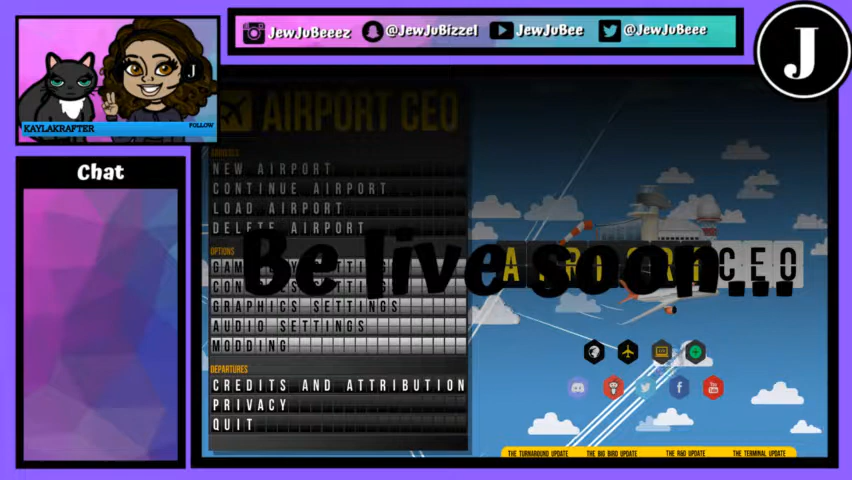 JewJuBeeez @JewJuBizzel JewJuBee @JewJuBeee
J
J
KAYLAKRAFTER FOLLOW
Chat
AIRPORT CEO
NEW AIRPORT
CONTINUE AIRPORT
LOAD AIRPORT
DELETE AIRPORT
OPTIONS
Be live soon...
CEO
GRAPHICS SETTINGS
AUDIO SETTINGS
MODDING
DEPARTURES
CREDITS AND ATTRIBUTION
PRIVACY
QUIT
THE TURNAROUND UPDATE THE BIG BIRD UPDATE THE R&D UPDATE THE TERMINAL UPDATE